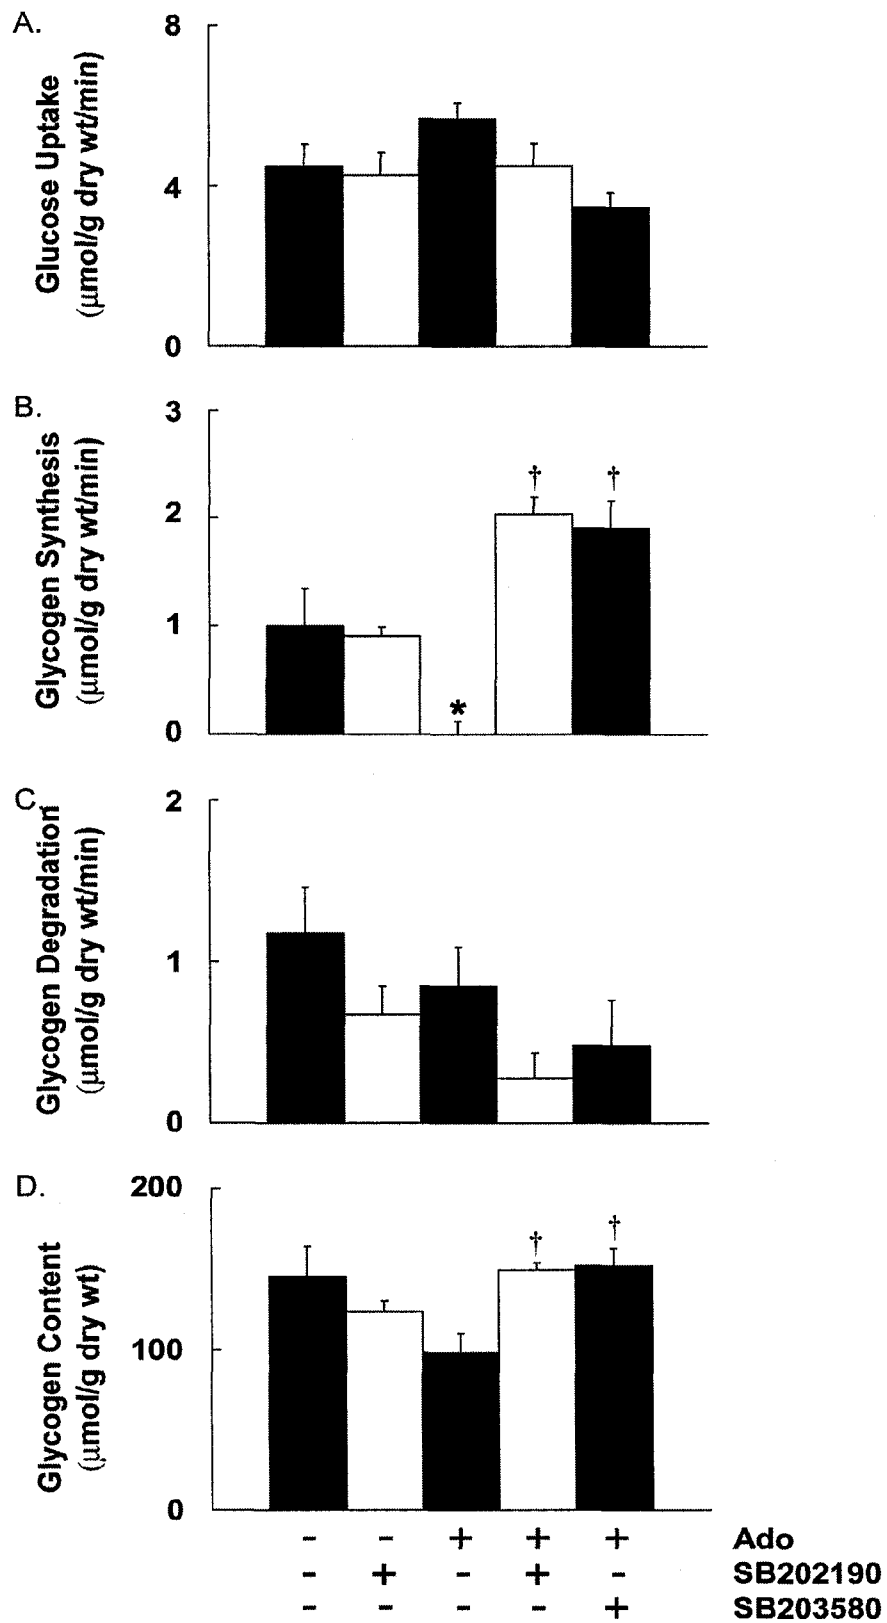 A.
Glucose Uptake
(μmol/g dry wt/min)
8
4
0
B.
Glycogen Synthesis
(μmol/g dry wt/min)
3
2
1
0
†
†
*
C.
Glycogen Degradation
(μmol/g dry wt/min)
2
1
0
D.
Glycogen Content
(μmol/g dry wt)
200
100
0
†
†
- - + + + Ado
- + - + - SB202190
- - - - + SB203580